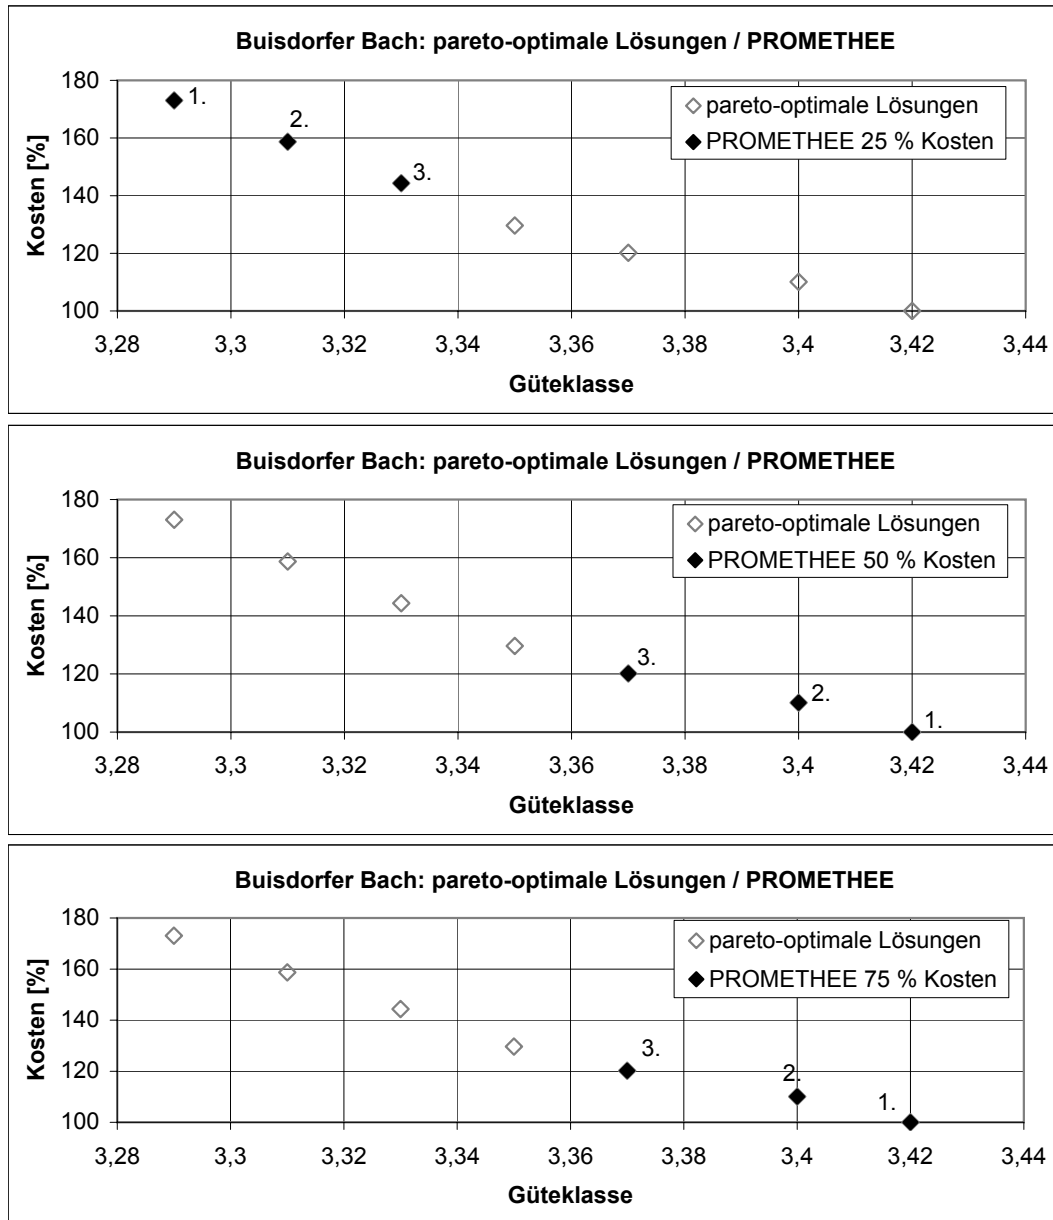 Buisdorfer Bach: pareto-optimale Lösungen / PROMETHEE
180
160
140
120
100
Kosten [%]
1.
2.
3.
pareto-optimale Lösungen
PROMETHEE 25 % Kosten
3,28 3,3 3,32 3,34 3,36 3,38 3,4 3,42 3,44
Güteklasse
Buisdorfer Bach: pareto-optimale Lösungen / PROMETHEE
180
160
140
120
100
Kosten [%]
pareto-optimale Lösungen
PROMETHEE 50 % Kosten
3.
2.
1.
3,28 3,3 3,32 3,34 3,36 3,38 3,4 3,42 3,44
Güteklasse
Buisdorfer Bach: pareto-optimale Lösungen / PROMETHEE
180
160
140
120
100
Kosten [%]
pareto-optimale Lösungen
PROMETHEE 75 % Kosten
3.
2.
1.
3,28 3,3 3,32 3,34 3,36 3,38 3,4 3,42 3,44
Güteklasse